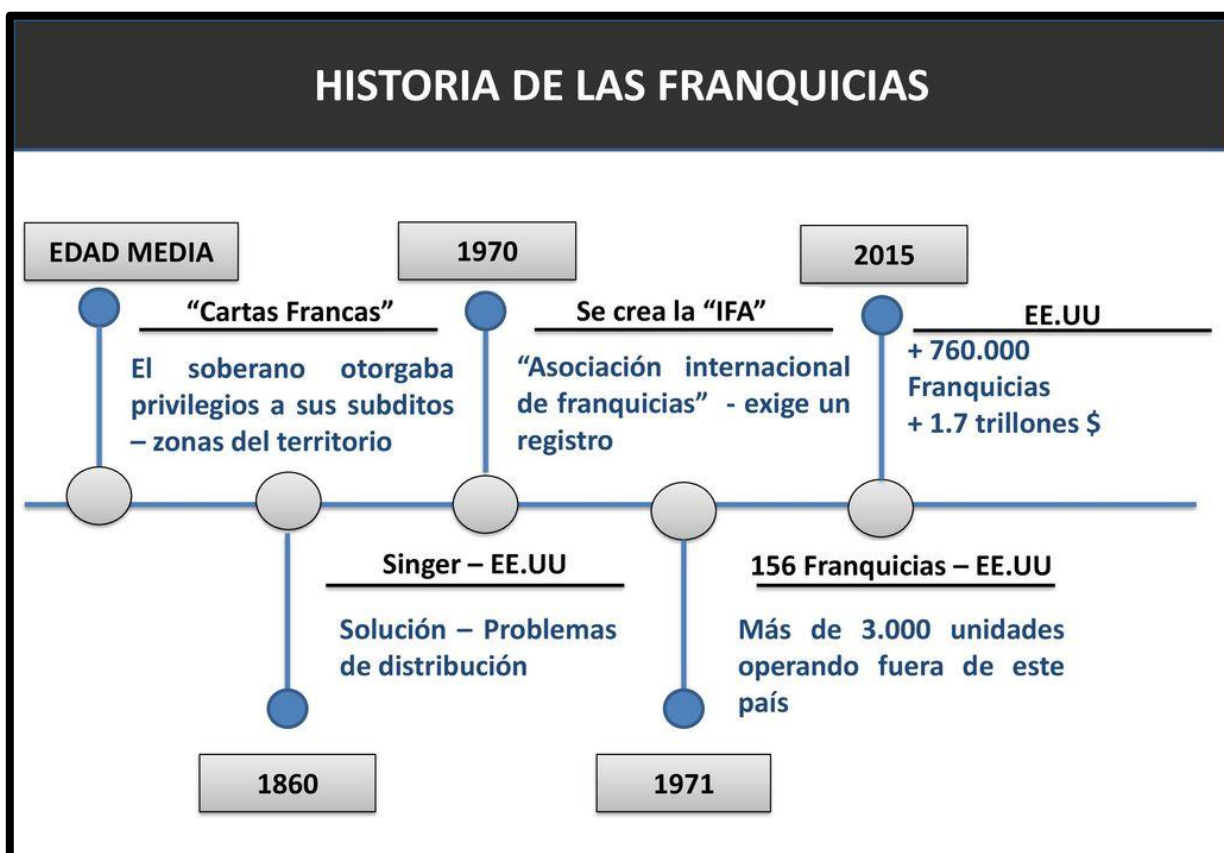 HISTORIA DE LAS FRANQUICIAS
EDAD MEDIA
“Cartas Francas”
El soberano otorgaba
privilegios a sus subditos
– zonas del territorio
1860
Singer – EE.UU
Solución – Problemas
de distribución
1970
Se crea la “IFA”
“Asociación internacional
de franquicias” - exige un
registro
1971
156 Franquicias – EE.UU
Más de 3.000 unidades
operando fuera de este
país
2015
EE.UU
+ 760.000
Franquicias
+ 1.7 trillones $